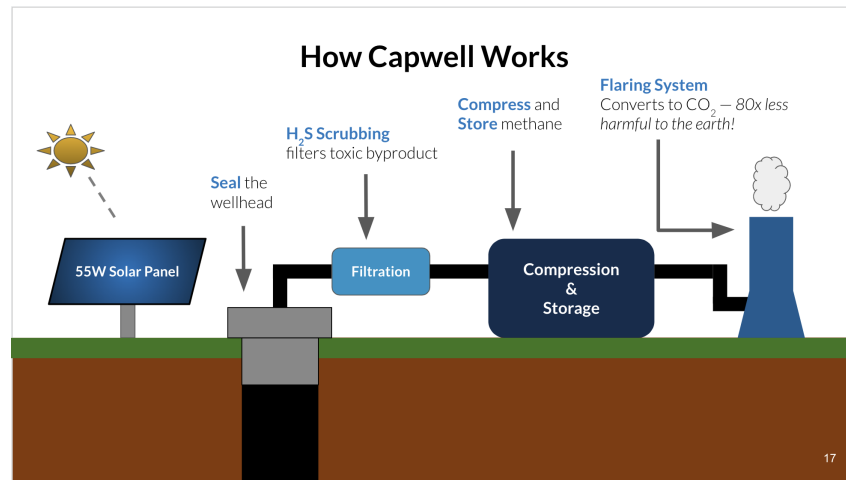 How Capwell Works
Flaring System
Converts to CO₂ — 80x less
harmful to the earth!
Compress and
Store methane
H₂S Scrubbing
filters toxic byproduct
Seal the
wellhead
55W Solar Panel
Filtration
Compression
&
Storage
17